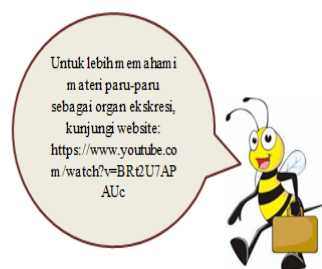 Untuk lebih memahami
materi paru-paru
sebagai organ ekskresi,
kunjungi website:
https://www.youtube.co
m/watch?v=BRt2U7AP
AUc